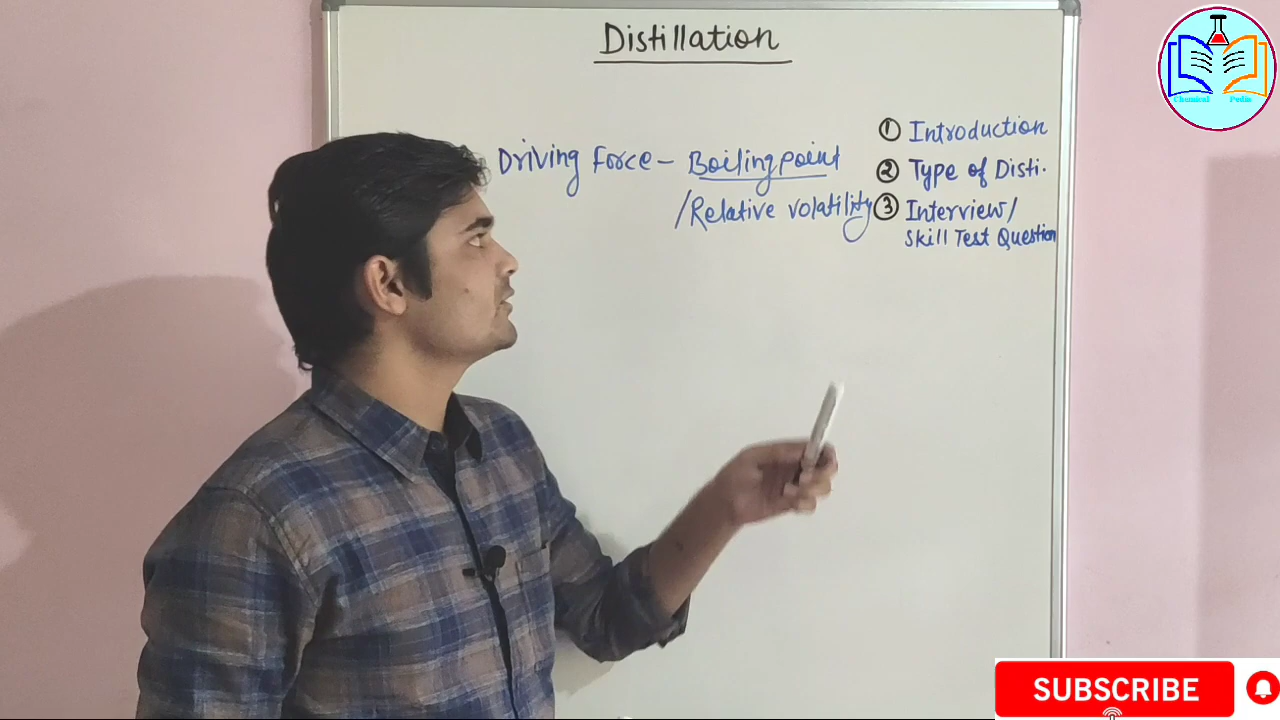 Distillation
Driving Force - Boiling point
/Relative volatility
① Introduction
② Type of Disti.
③ Interview/
Skill Test Question
Chemical Pedia
SUBSCRIBE